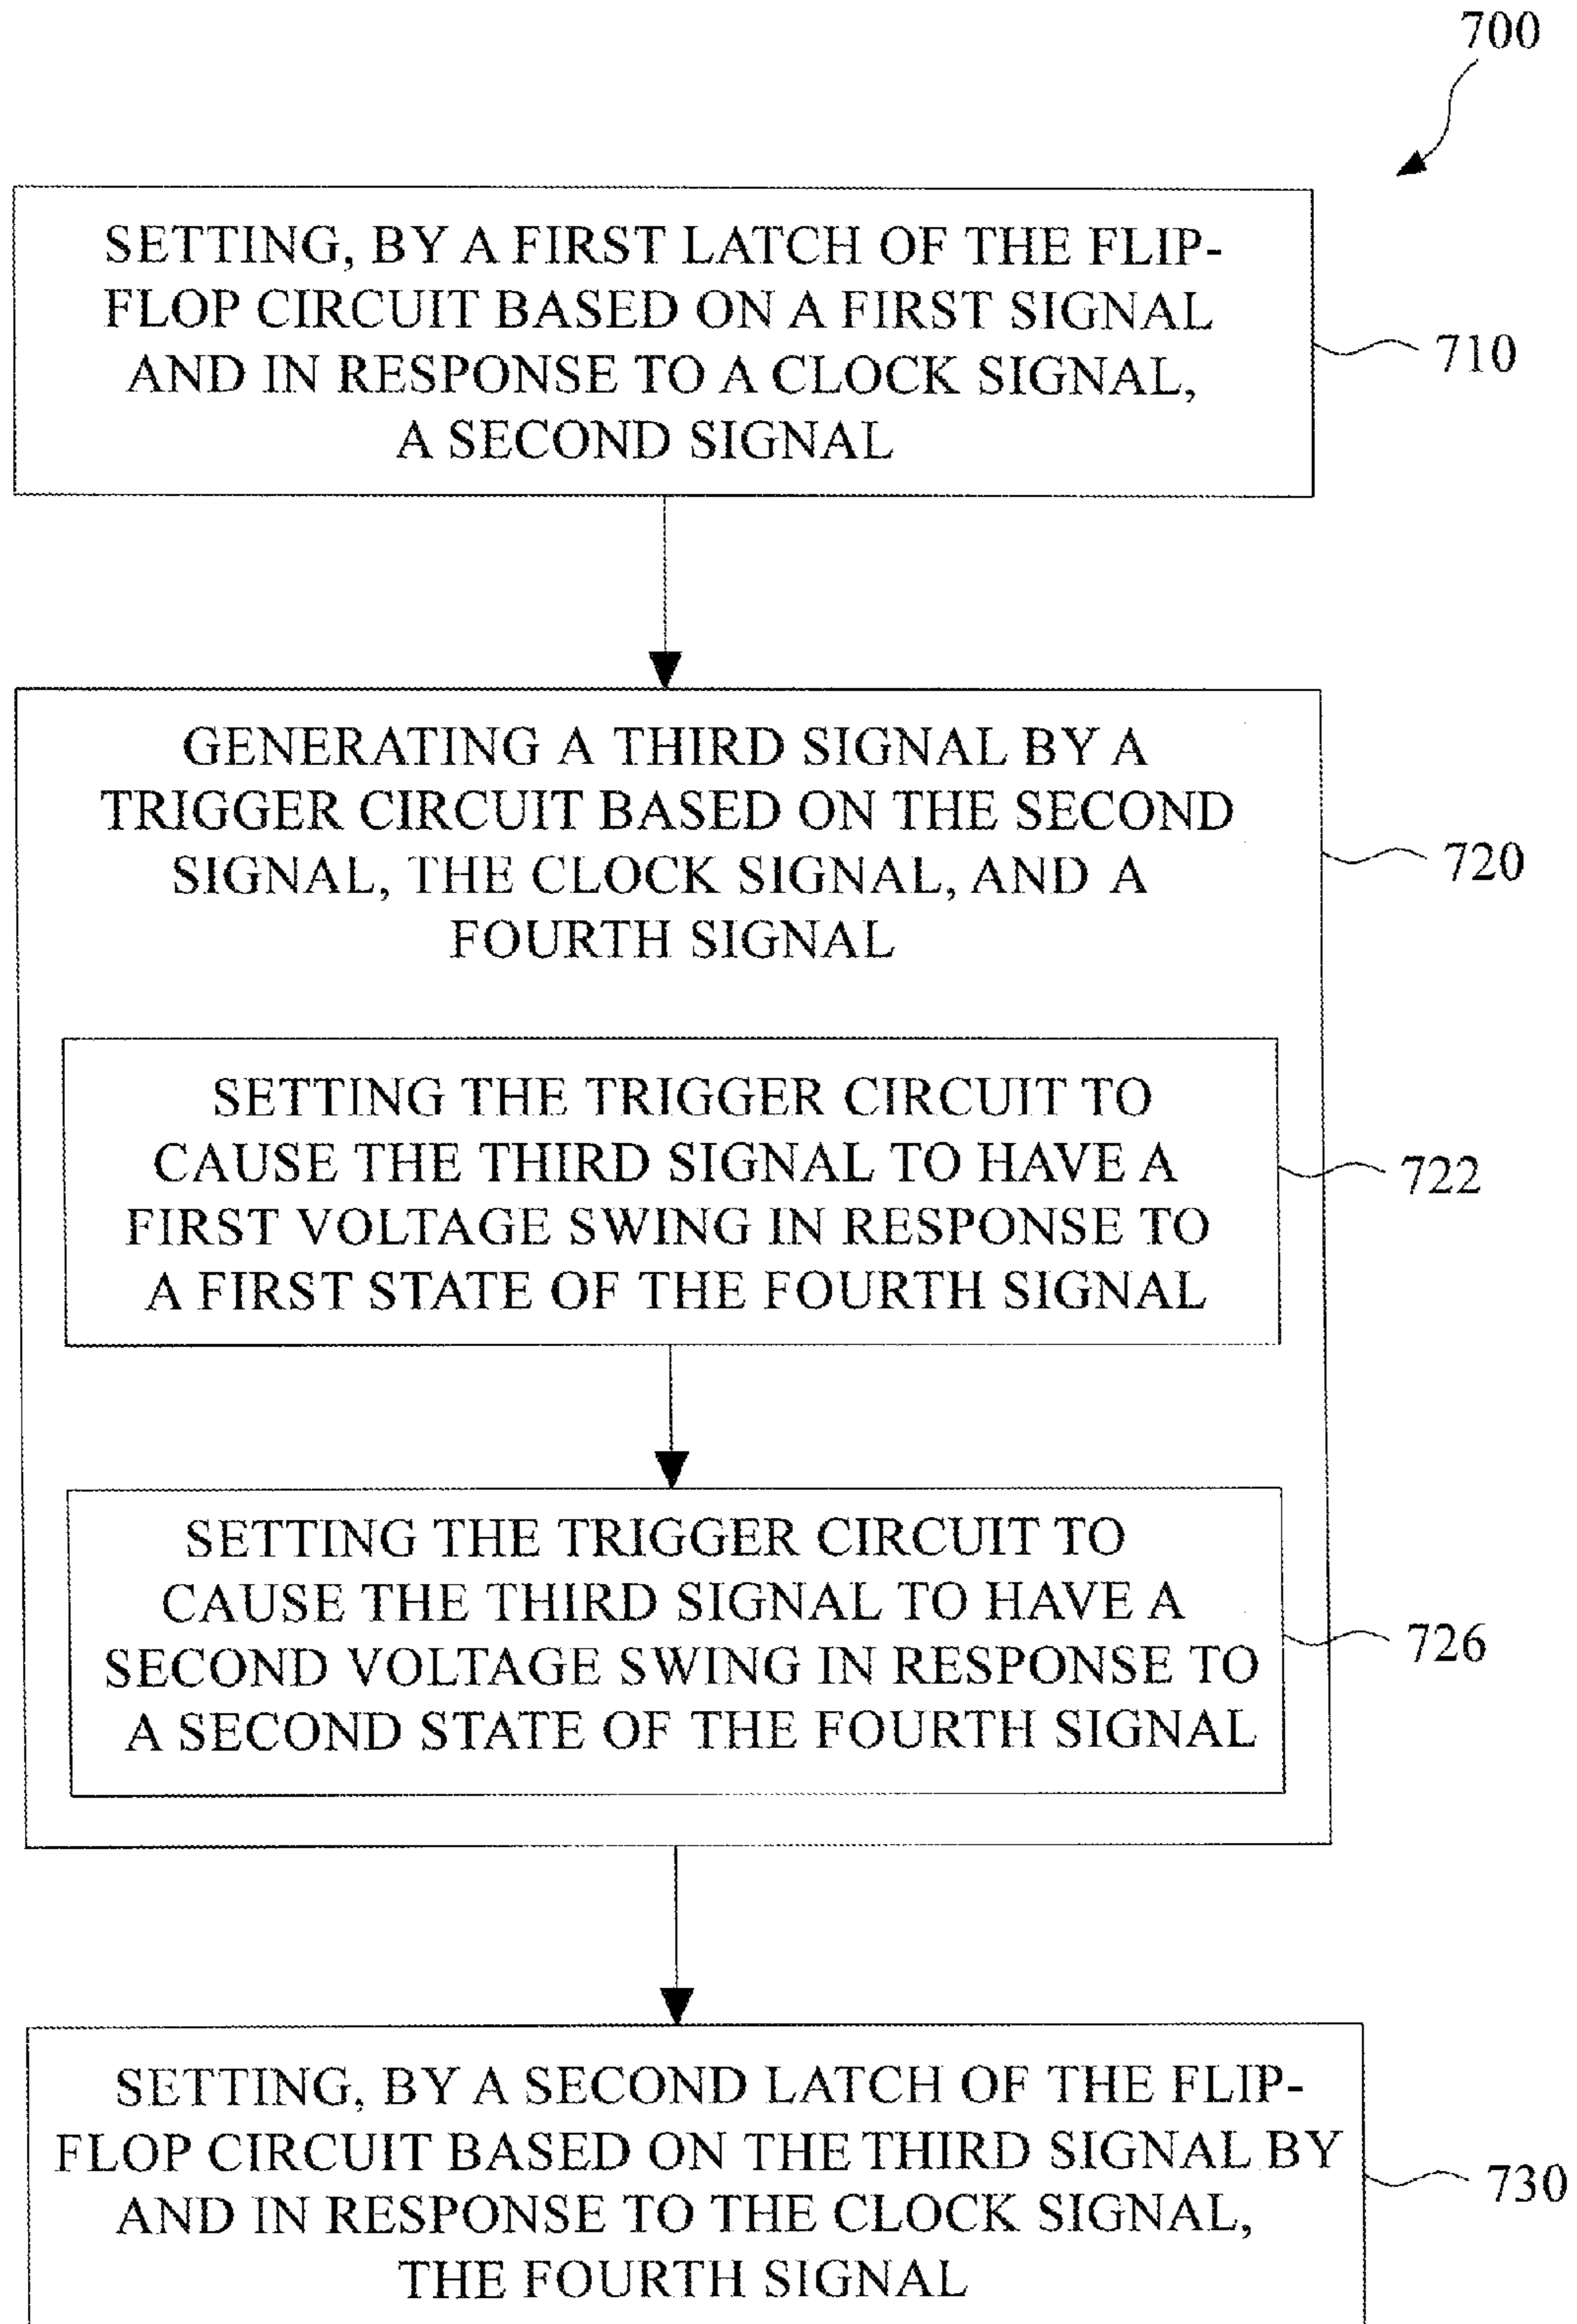 700
SETTING, BY A FIRST LATCH OF THE FLIP-
FLOP CIRCUIT BASED ON A FIRST SIGNAL
AND IN RESPONSE TO A CLOCK SIGNAL,
A SECOND SIGNAL
710
GENERATING A THIRD SIGNAL BY A
TRIGGER CIRCUIT BASED ON THE SECOND
SIGNAL, THE CLOCK SIGNAL, AND A
FOURTH SIGNAL
720
SETTING THE TRIGGER CIRCUIT TO
CAUSE THE THIRD SIGNAL TO HAVE A
FIRST VOLTAGE SWING IN RESPONSE TO
A FIRST STATE OF THE FOURTH SIGNAL
722
SETTING THE TRIGGER CIRCUIT TO
CAUSE THE THIRD SIGNAL TO HAVE A
SECOND VOLTAGE SWING IN RESPONSE TO
A SECOND STATE OF THE FOURTH SIGNAL
726
SETTING, BY A SECOND LATCH OF THE FLIP-
FLOP CIRCUIT BASED ON THE THIRD SIGNAL BY
AND IN RESPONSE TO THE CLOCK SIGNAL,
THE FOURTH SIGNAL
730